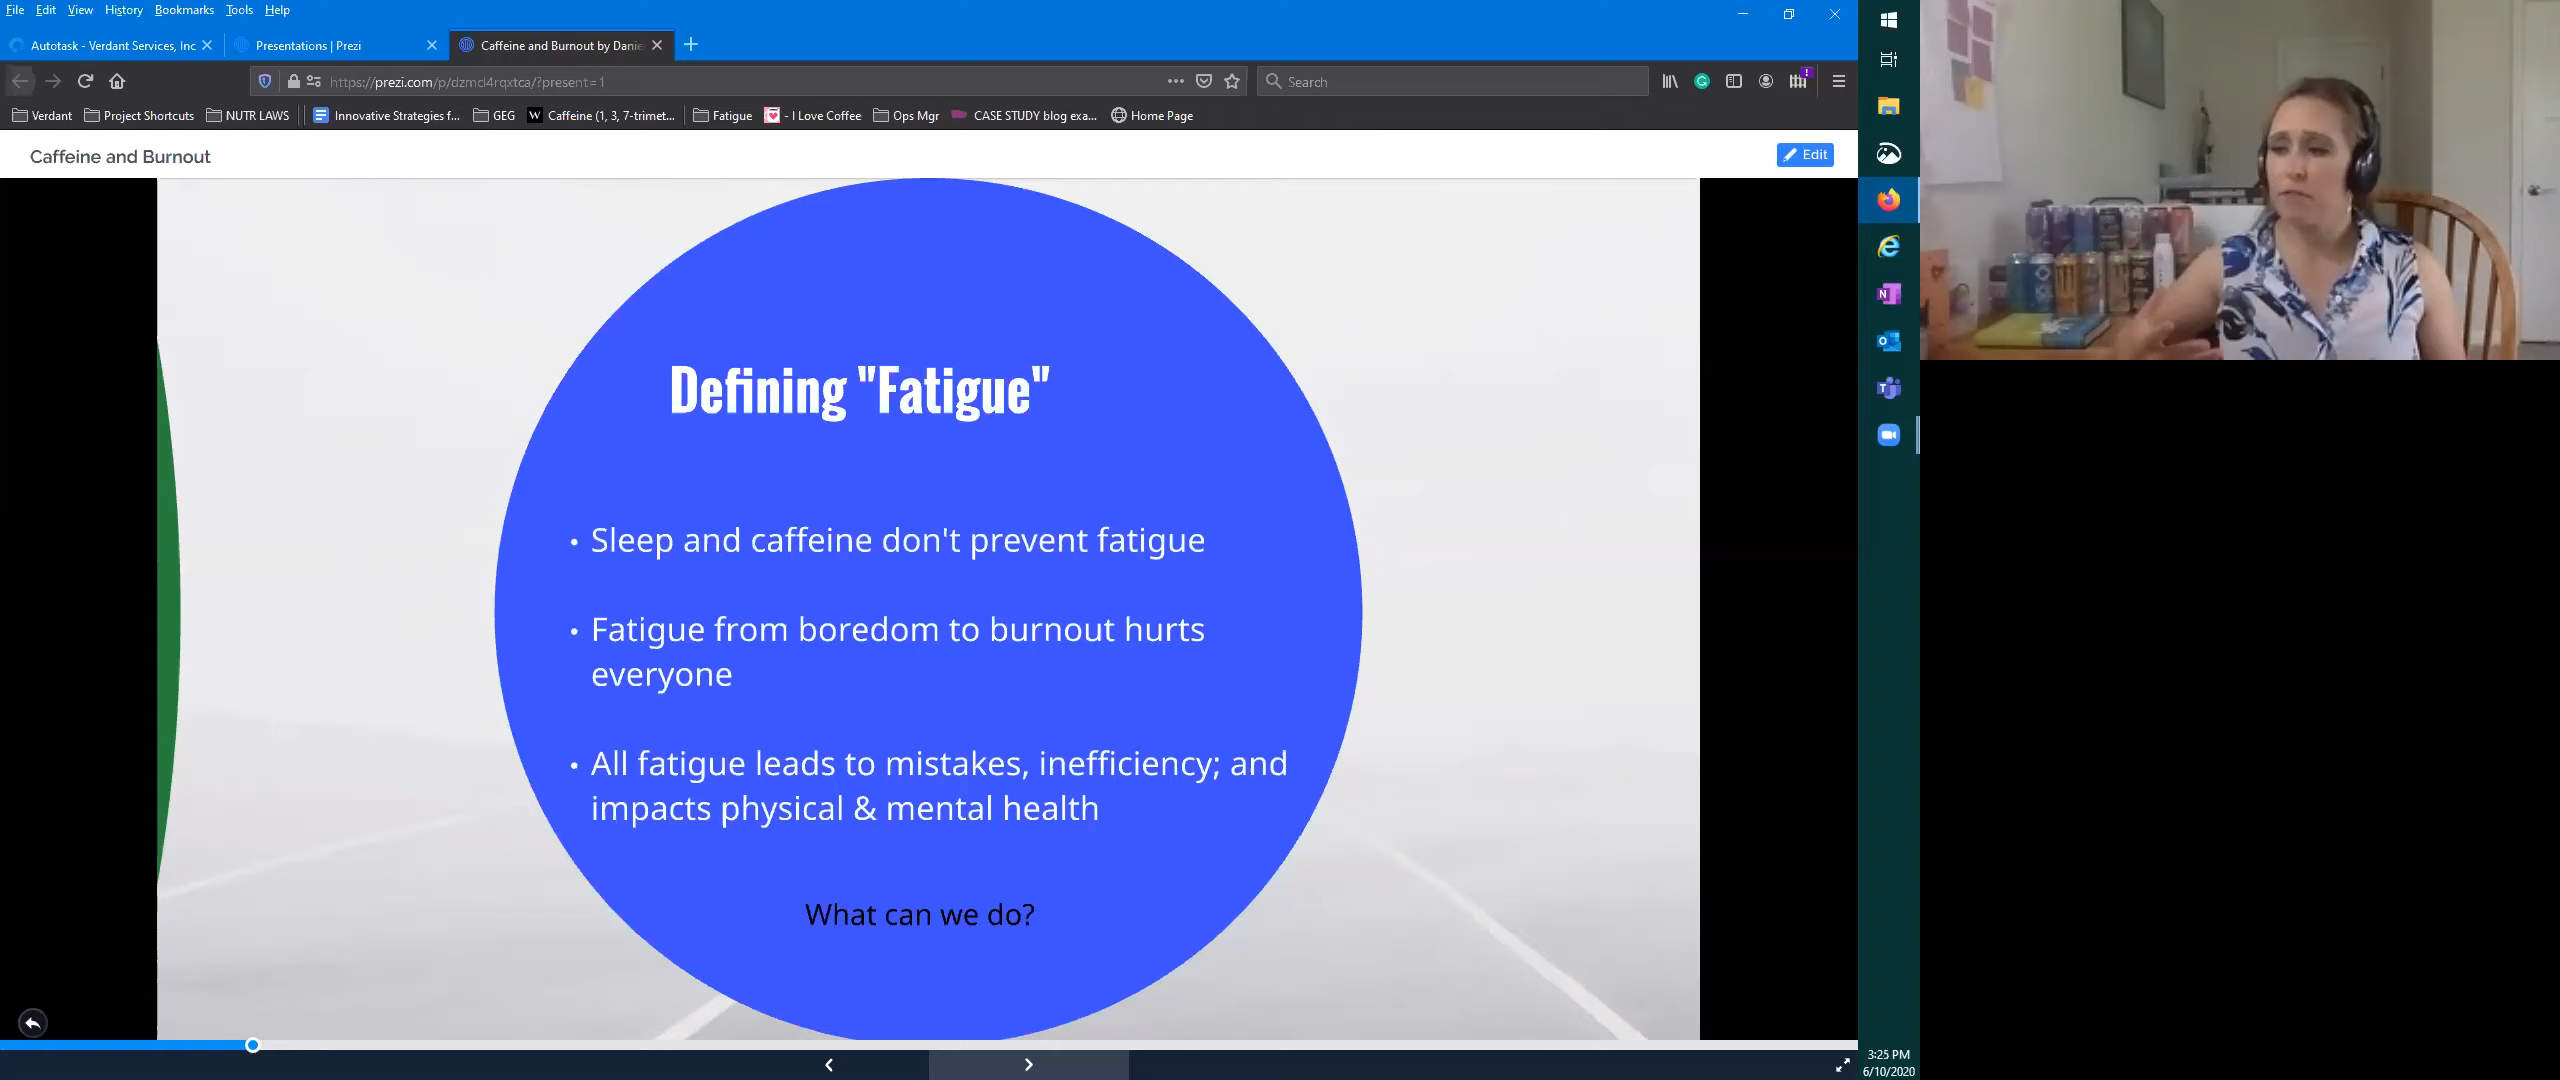 File Edit View History Bookmarks Tools Help
Autotask - Verdant Services, Inc
Presentations | Prezi
Caffeine and Burnout by Danie
https://prezi.com/p/dzmcl4rqxtca/?present=1
Search
Verdant
Project Shortcuts
NUTR LAWS
Innovative Strategies f...
GEG
Caffeine (1, 3, 7-trimet...
Fatigue
- I Love Coffee
Ops Mgr
CASE STUDY blog exa...
Home Page
Caffeine and Burnout
Edit
Defining "Fatigue"
• Sleep and caffeine don't prevent fatigue
• Fatigue from boredom to burnout hurts
everyone
• All fatigue leads to mistakes, inefficiency; and
impacts physical & mental health
What can we do?
3:25 PM
6/10/2020